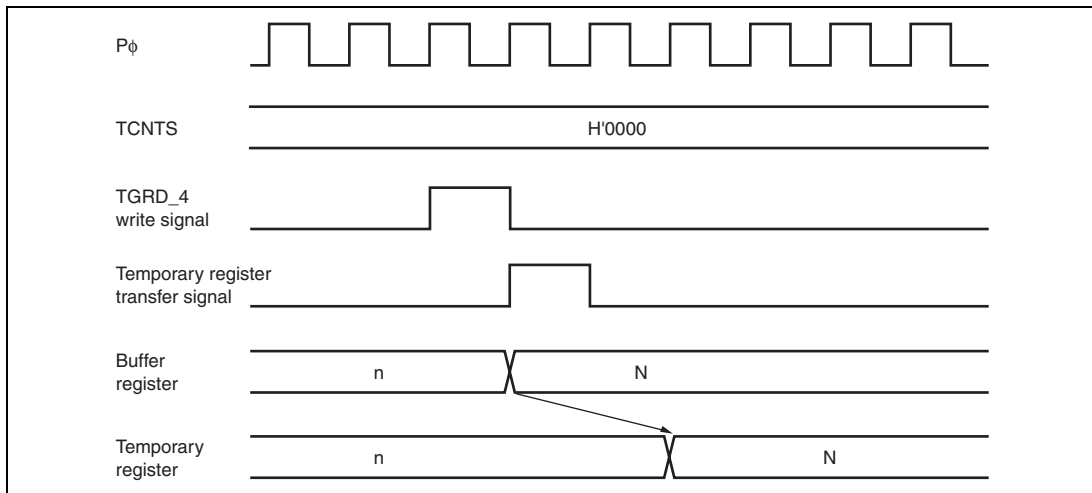 Pϕ
TCNTS
H'0000
TGRD_4
write signal
Temporary register
transfer signal
Buffer
register
n
N
Temporary
register
n
N